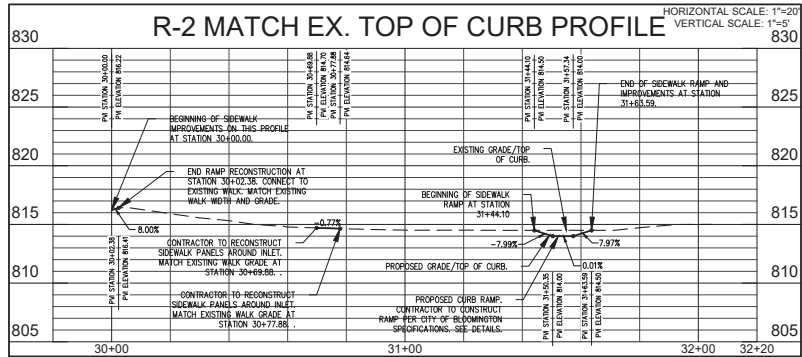 R-2 MATCH EX. TOP OF CURB PROFILE
HORIZONTAL SCALE: 1"=20'
VERTICAL SCALE: 1"=5'
830
830
825
825
820
820
815
815
810
810
805
805
PVI STATION 30+00.00
PVI ELEVATION 816.22
PVI STATION 30+69.88
PVI ELEVATION 814.70
PVI STATION 30+77.88
PVI ELEVATION 814.64
PVI STATION 31+44.10
PVI ELEVATION 814.50
PVI STATION 31+57.34
PVI ELEVATION 814.00
BEGINNING OF SIDEWALK
IMPROVEMENTS ON THIS PROFILE
AT STATION 30+00.00.
END RAMP RECONSTRUCTION AT
STATION 30+02.38. CONNECT TO
EXISTING WALK. MATCH EXISTING
WALK WIDTH AND GRADE.
8.00%
PVI STATION 30+02.38
PVI ELEVATION 816.41
-0.77%
CONTRACTOR TO RECONSTRUCT
SIDEWALK PANELS AROUND INLET.
MATCH EXISTING WALK GRADE AT
STATION 30+69.88. .
CONTRACTOR TO RECONSTRUCT
SIDEWALK PANELS AROUND INLET.
MATCH EXISTING WALK GRADE AT
STATION 30+77.88. .
END OF SIDEWALK RAMP AND
IMPROVEMENTS AT STATION
31+63.59.
EXISTING GRADE/TOP
OF CURB.
BEGINNING OF SIDEWALK
RAMP AT STATION
31+44.10
-7.99%
7.97%
PROPOSED GRADE/TOP OF CURB.
0.01%
PROPOSED CURB RAMP.
CONTRACTOR TO CONSTRUCT
RAMP PER CITY OF BLOOMINGTON
SPECIFICATIONS. SEE DETAILS.
PVI STATION 31+50.35
PVI ELEVATION 814.00
PVI STATION 31+63.59
PVI ELEVATION 814.50
30+00
31+00
32+00
32+20